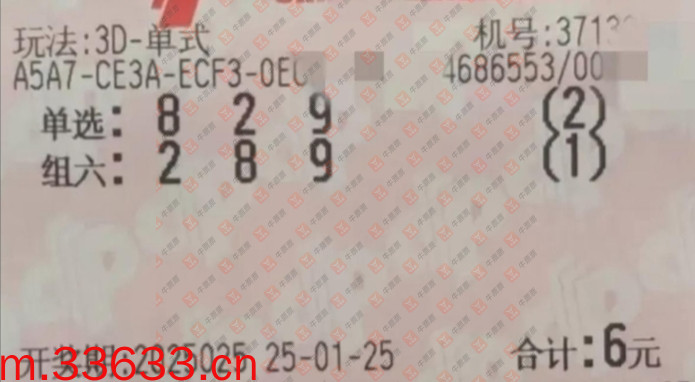 玩法:3D-单式 机号:3713
A5A7-CE3A-ECF3-0E 4686553/00
单选: 8 2 9 (2)
组六: 2 8 9 (1)
2025025 25-01-25 合计:6元
m.33633.cn